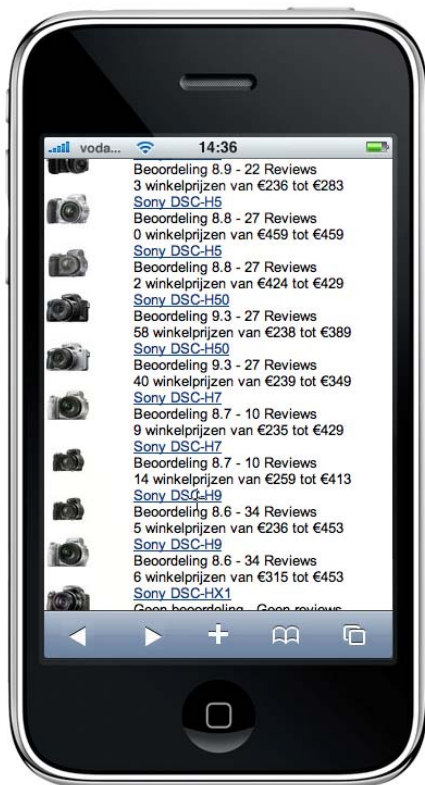 voda... 14:36
Beoordeling 8.9 - 22 Reviews
3 winkelprijzen van €236 tot €283
Sony DSC-H5
Beoordeling 8.8 - 27 Reviews
0 winkelprijzen van €459 tot €459
Sony DSC-H5
Beoordeling 8.8 - 27 Reviews
2 winkelprijzen van €424 tot €429
Sony DSC-H50
Beoordeling 9.3 - 27 Reviews
58 winkelprijzen van €238 tot €389
Sony DSC-H50
Beoordeling 9.3 - 27 Reviews
40 winkelprijzen van €239 tot €349
Sony DSC-H7
Beoordeling 8.7 - 10 Reviews
9 winkelprijzen van €235 tot €429
Sony DSC-H7
Beoordeling 8.7 - 10 Reviews
14 winkelprijzen van €259 tot €413
Sony DSC-H9
Beoordeling 8.6 - 34 Reviews
5 winkelprijzen van €236 tot €453
Sony DSC-H9
Beoordeling 8.6 - 34 Reviews
6 winkelprijzen van €315 tot €453
Sony DSC-HX1
Geen beoordeling - Geen reviews